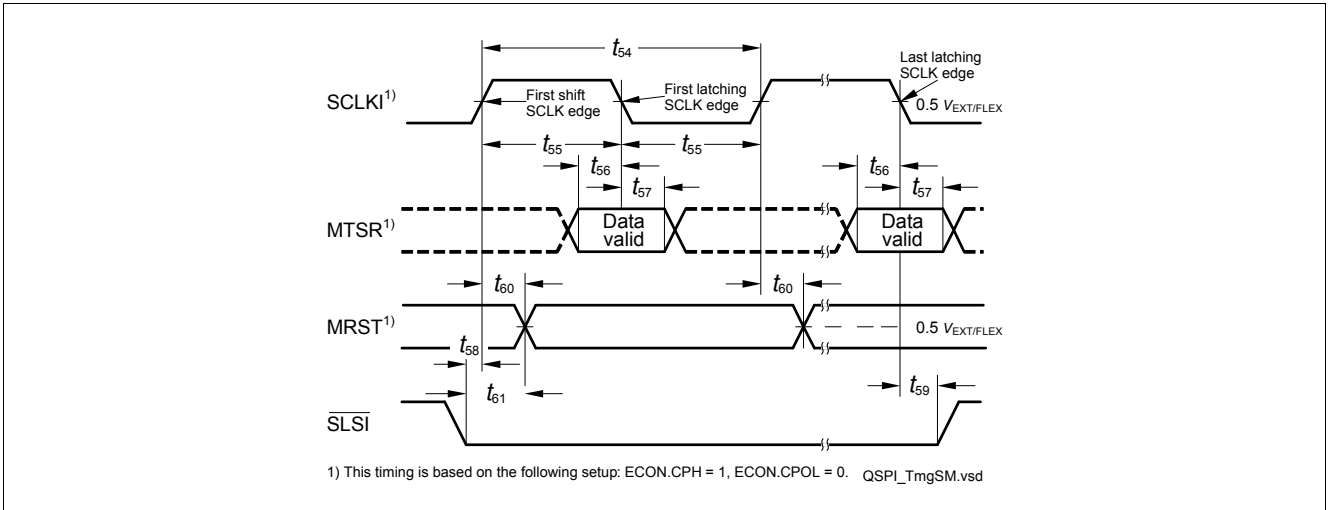 t54
SCLKI1)
First shift
SCLK edge
First latching
SCLK edge
Last latching
SCLK edge
0.5 VEXT/FLEX
t55
t55
t56
t57
t56
t57
MTSR1)
Data
valid
Data
valid
t60
t60
MRST1)
0.5 VEXT/FLEX
t58
t61
t59
SLSI
1) This timing is based on the following setup: ECON.CPH = 1, ECON.CPOL = 0.
QSPI_TmgSM.vsd